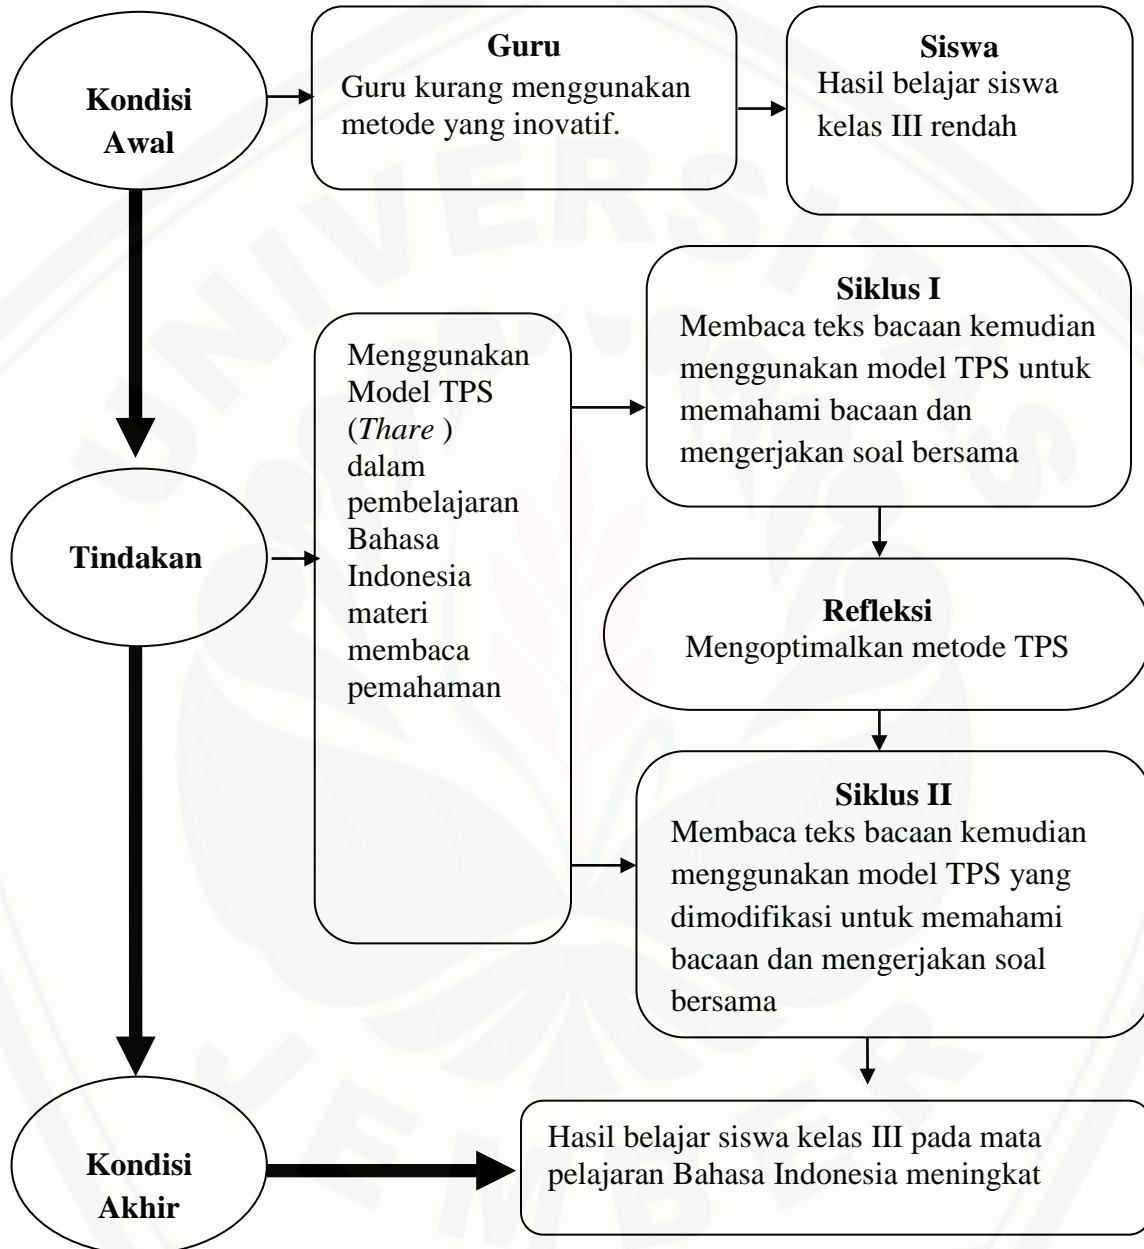 Kondisi
Awal
Guru
Guru kurang menggunakan
metode yang inovatif.
Siswa
Hasil belajar siswa
kelas III rendah
Tindakan
Menggunakan
Model TPS
(Thare )
dalam
pembelajaran
Bahasa
Indonesia
materi
membaca
pemahaman
Siklus I
Membaca teks bacaan kemudian
menggunakan model TPS untuk
memahami bacaan dan
mengerjakan soal bersama
Refleksi
Mengoptimalkan metode TPS
Siklus II
Membaca teks bacaan kemudian
menggunakan model TPS yang
dimodifikasi untuk memahami
bacaan dan mengerjakan soal
bersama
Kondisi
Akhir
Hasil belajar siswa kelas III pada mata
pelajaran Bahasa Indonesia meningkat
UNIVERSITAS
JEMBER